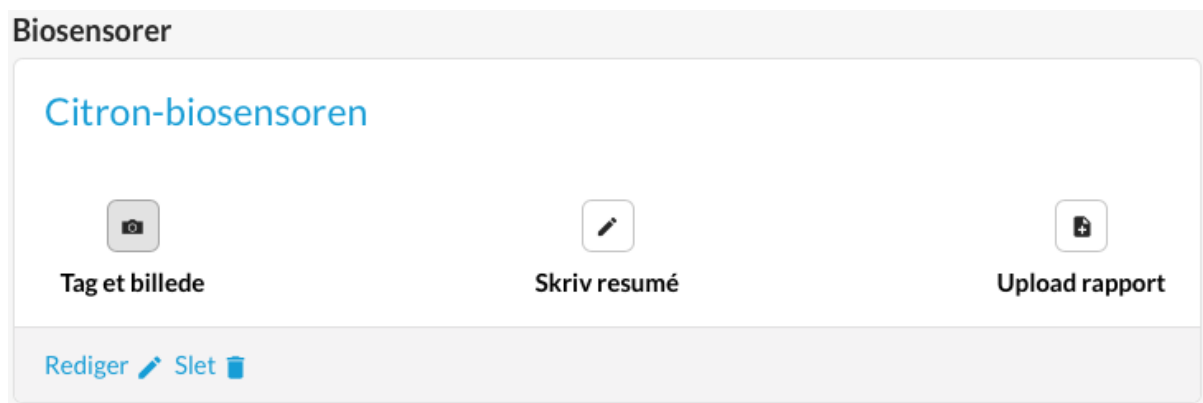 Biosensorer
Citron-biosensoren
Tag et billede
Skriv resumé
Upload rapport
Rediger Slet